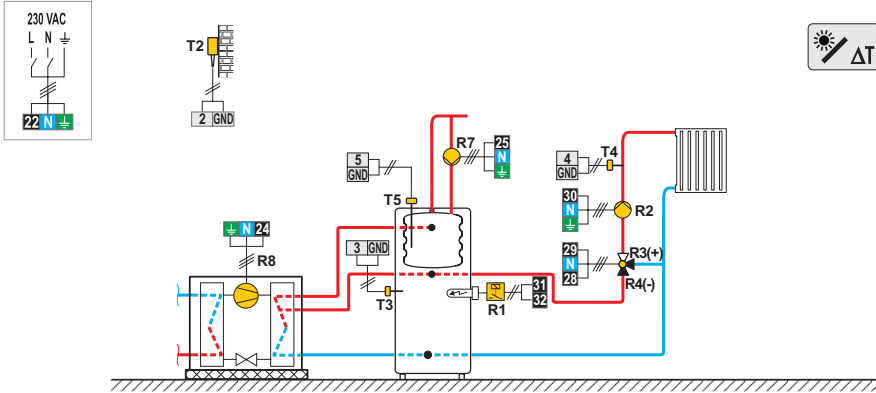 230 VAC
L N
22 N
T2
2 GND
ΔT
5
GND
R7
25
N
T5
4
GND
T4
30
N
R2
N 24
R8
3 GND
T3
29
N
28
R3(+)
R4(-)
R1
31
32